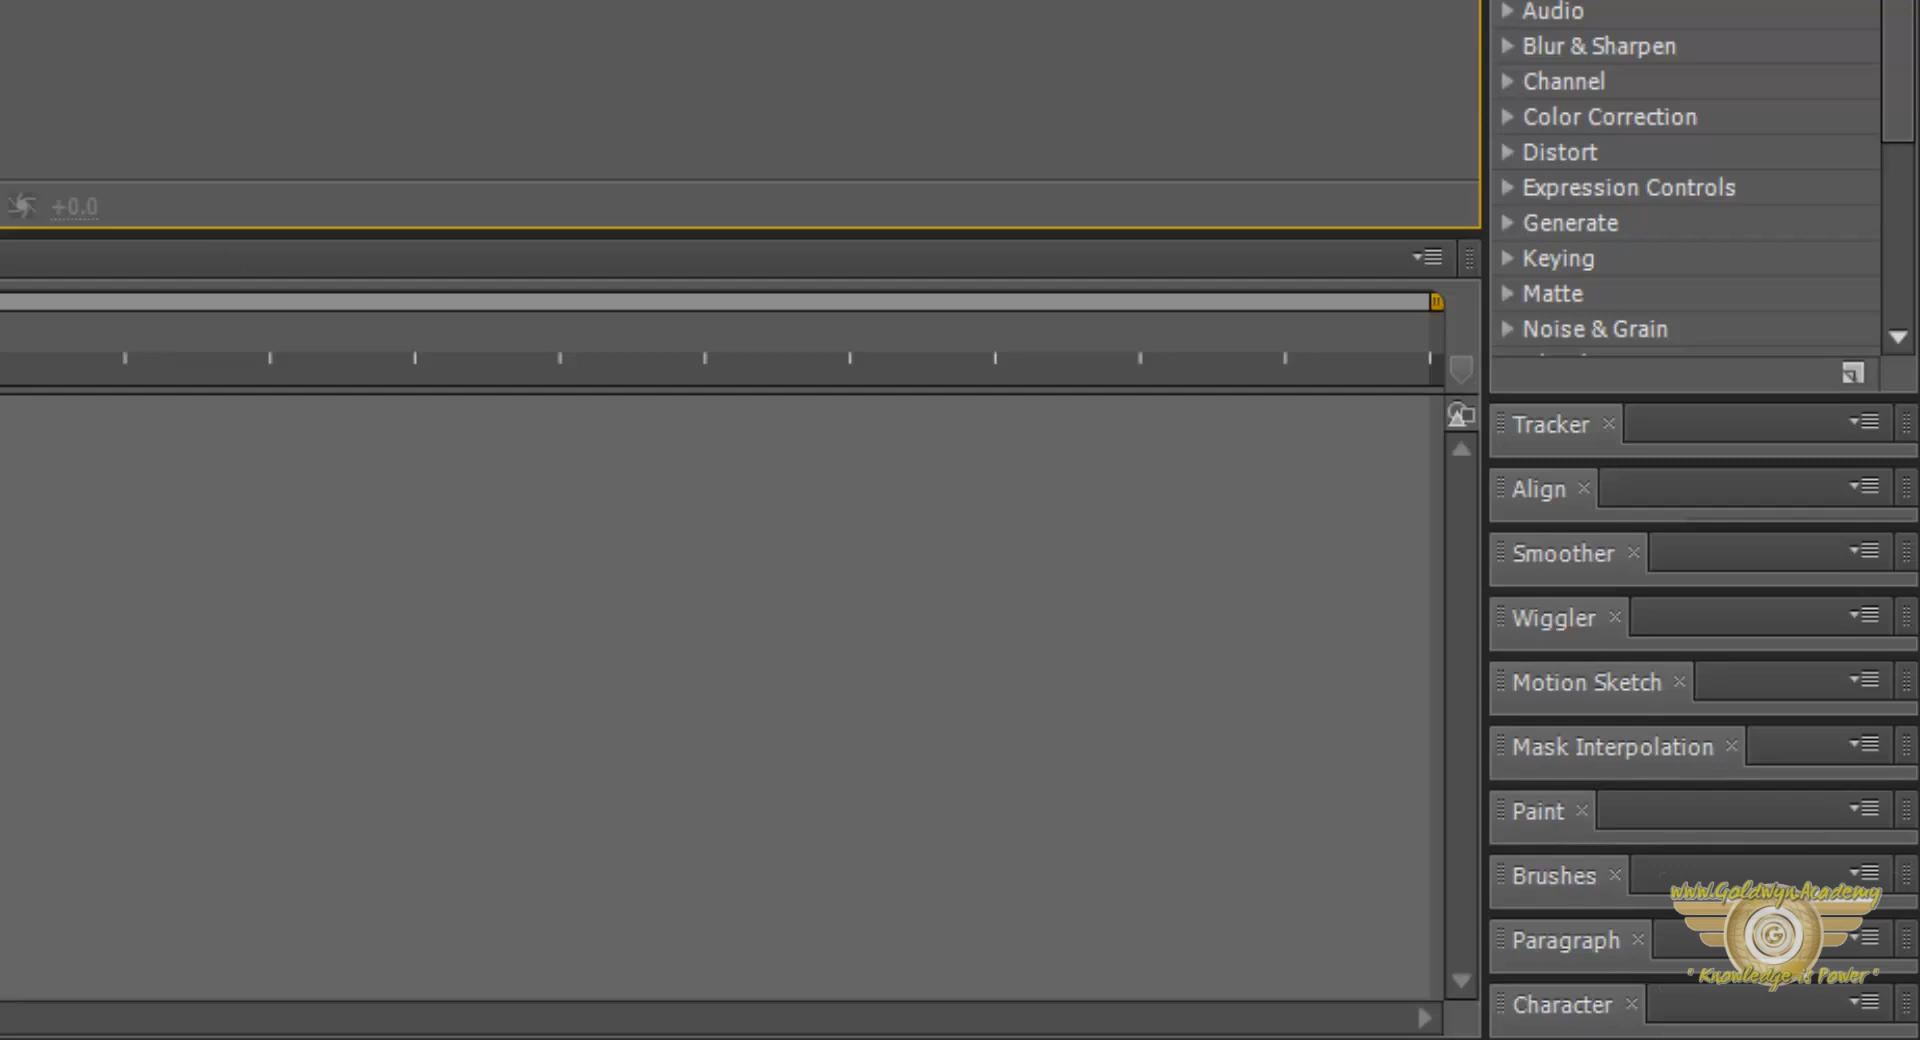 Audio
Blur & Sharpen
Channel
Color Correction
Distort
Expression Controls
Generate
Keying
Matte
Noise & Grain
+0.0
Tracker
Align
Smoother
Wiggler
Motion Sketch
Mask Interpolation
Paint
Brushes
Paragraph
Character
www.GoldwynAcademy
G
" Knowledge is Power "